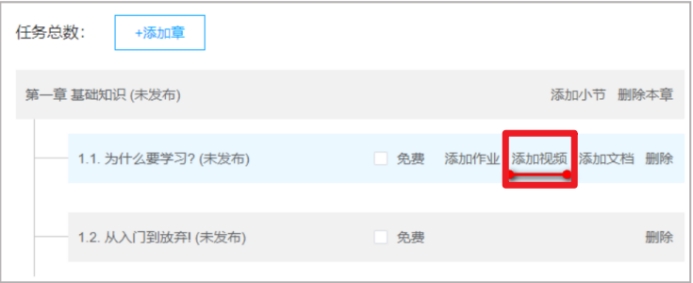 任务总数： +添加章
第一章 基础知识 (未发布) 添加小节 删除本章
1.1. 为什么要学习? (未发布) 免费 添加作业 添加视频 添加文档 删除
1.2. 从入门到放弃! (未发布) 免费 删除